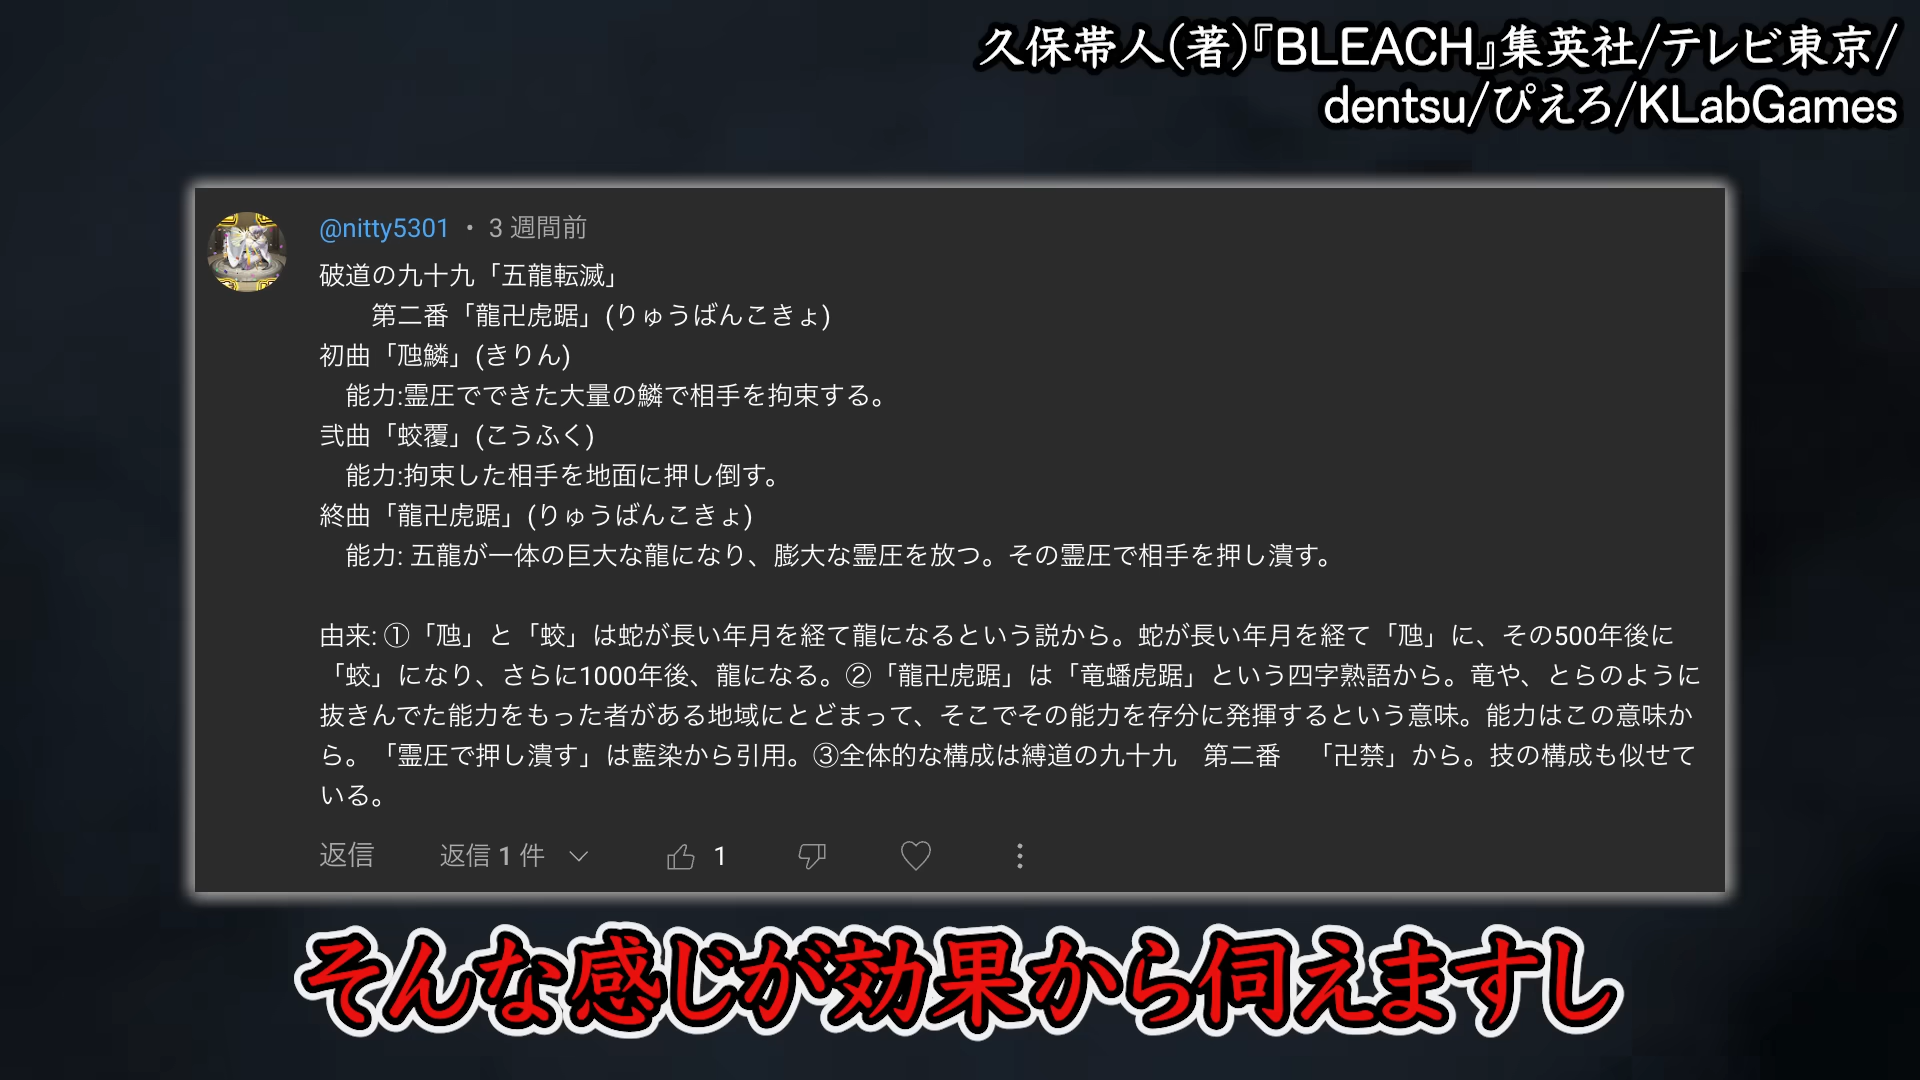 久保帯人(著)『BLEACH』集英社/テレビ東京/
dentsu/ぴえろ/KLabGames
@nitty5301 ・ 3 週間前
破道の九十九「五龍転滅」
第二番「龍卍虎踞」(りゅうばんこきょ)
初曲「虺鱗」(きりん)
能力:霊圧でできた大量の鱗で相手を拘束する。
弐曲「蛟覆」(こうふく)
能力:拘束した相手を地面に押し倒す。
終曲「龍卍虎踞」(りゅうばんこきょ)
能力: 五龍が一体の巨大な龍になり、膨大な霊圧を放つ。その霊圧で相手を押し潰す。
由来: ①「虺」と「蛟」は蛇が長い年月を経て龍になるという説から。蛇が長い年月を経て「虺」に、その500年後に
「蛟」になり、さらに1000年後、龍になる。②「龍卍虎踞」は「竜蟠虎踞」という四字熟語から。竜や、とらのように
抜きんでた能力をもった者がある地域にとどまって、そこでその能力を存分に発揮するという意味。能力はこの意味か
ら。「霊圧で押し潰す」は藍染から引用。③全体的な構成は縛道の九十九　第二番　「卍禁」から。技の構成も似せて
いる。
返信 返信 1 件 1
そんな感じが効果から伺えますし